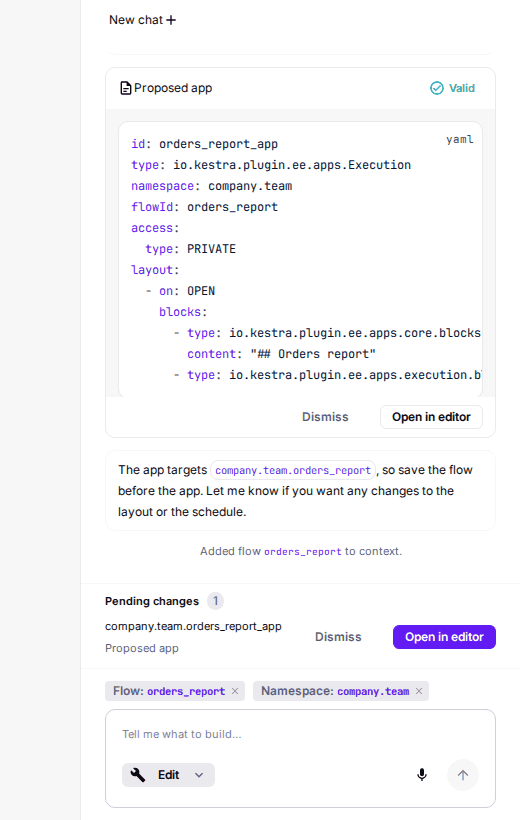 New chat +
Proposed app
Valid
yaml
id: orders_report_app
type: io.kestra.plugin.ee.apps.Execution
namespace: company.team
flowId: orders_report
access:
  type: PRIVATE
layout:
  - on: OPEN
    blocks:
      - type: io.kestra.plugin.ee.apps.core.blocks
        content: "## Orders report"
      - type: io.kestra.plugin.ee.apps.execution.bl
Dismiss
Open in editor
The app targets company.team.orders_report, so save the flow
before the app. Let me know if you want any changes to the
layout or the schedule.
Added flow orders_report to context.
Pending changes 1
company.team.orders_report_app
Proposed app
Dismiss
Open in editor
Flow: orders_report ×
Namespace: company.team ×
Tell me what to build...
Edit